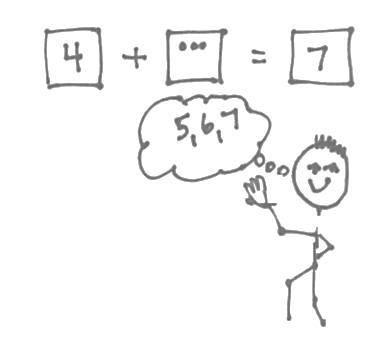 4 + ... = 7
5,6,7